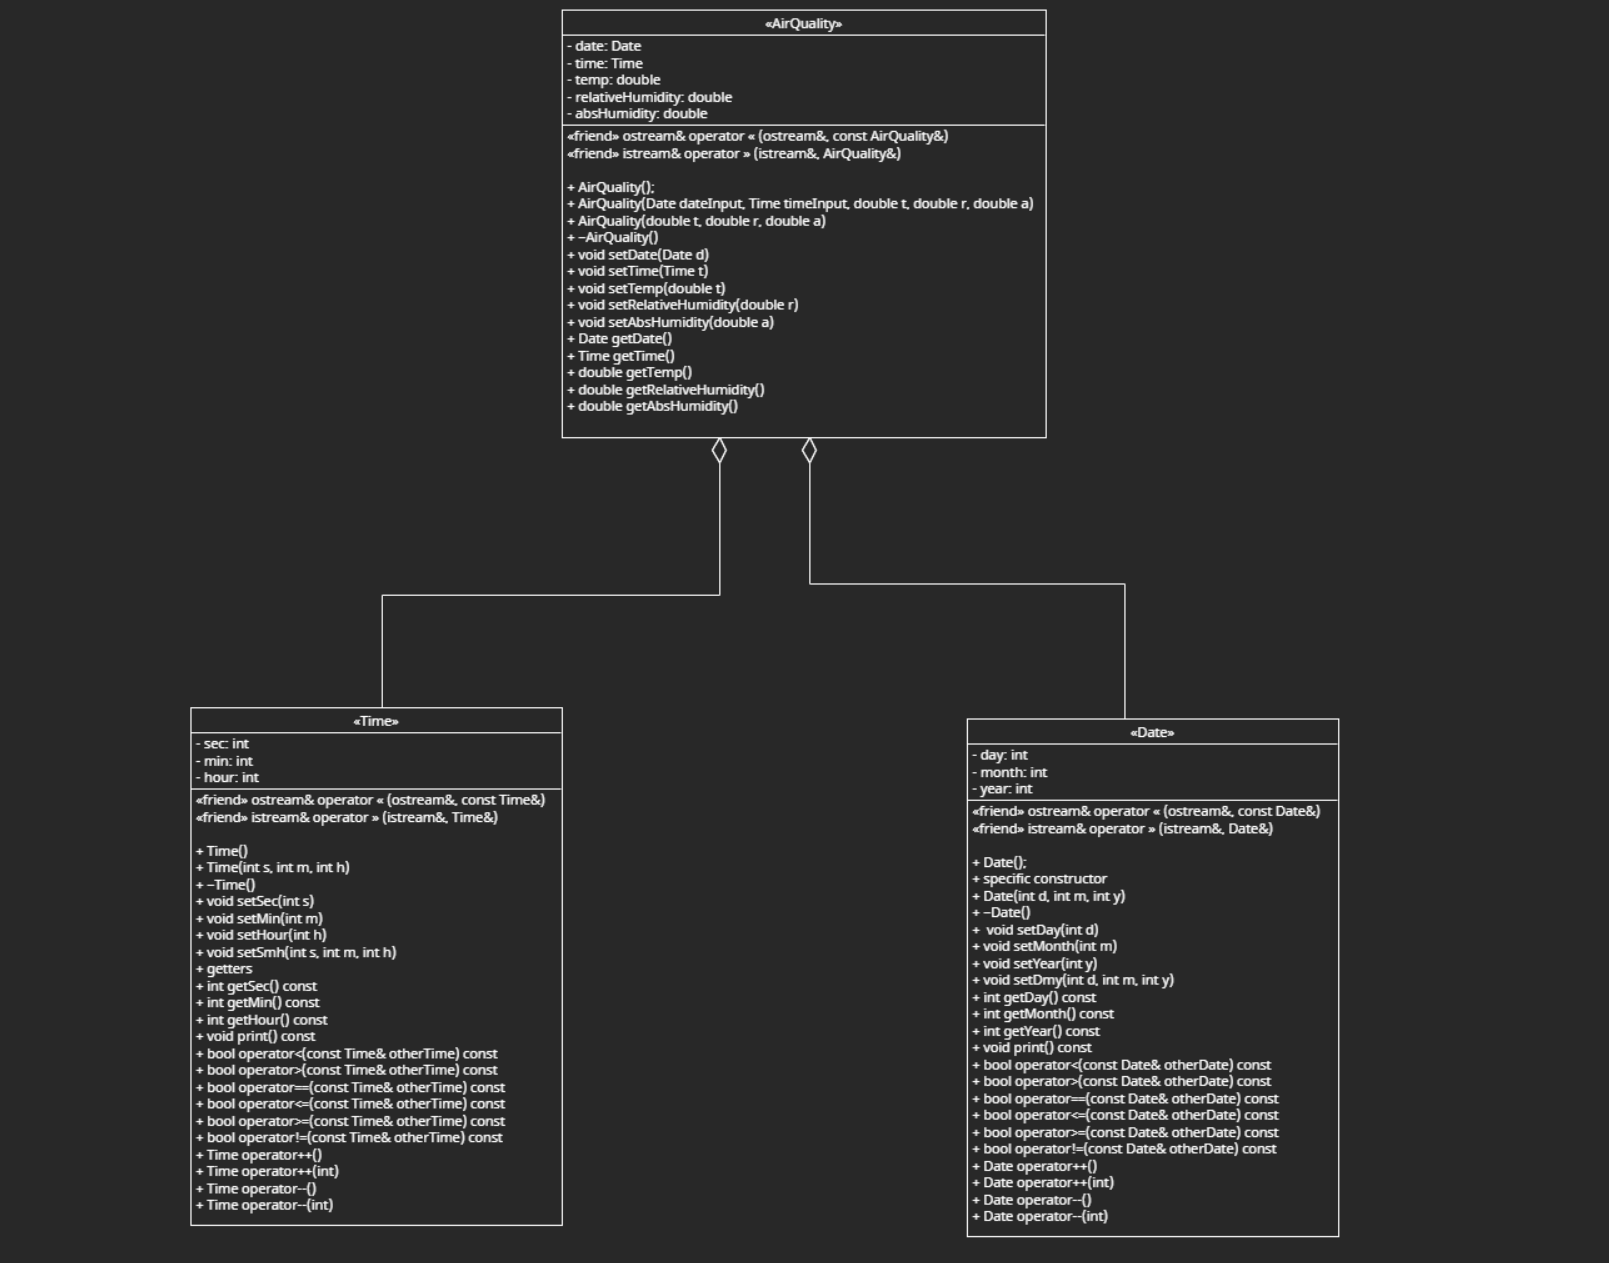 «AirQuality»
- date: Date
- time: Time
- temp: double
- relativeHumidity: double
- absHumidity: double
«friend» ostream& operator « (ostream&, const AirQuality&)
«friend» istream& operator » (istream&, AirQuality&)
+ AirQuality();
+ AirQuality(Date dateInput, Time timeInput, double t, double r, double a)
+ AirQuality(double t, double r, double a)
+ ~AirQuality()
+ void setDate(Date d)
+ void setTime(Time t)
+ void setTemp(double t)
+ void setRelativeHumidity(double r)
+ void setAbsHumidity(double a)
+ Date getDate()
+ Time getTime()
+ double getTemp()
+ double getRelativeHumidity()
+ double getAbsHumidity()
«Time»
- sec: int
- min: int
- hour: int
«friend» ostream& operator « (ostream&, const Time&)
«friend» istream& operator » (istream&, Time&)
+ Time()
+ Time(int s, int m, int h)
+ ~Time()
+ void setSec(int s)
+ void setMin(int m)
+ void setHour(int h)
+ void setSmh(int s, int m, int h)
+ getters
+ int getSec() const
+ int getMin() const
+ int getHour() const
+ void print() const
+ bool operator<(const Time& otherTime) const
+ bool operator>(const Time& otherTime) const
+ bool operator==(const Time& otherTime) const
+ bool operator<=(const Time& otherTime) const
+ bool operator>=(const Time& otherTime) const
+ bool operator!=(const Time& otherTime) const
+ Time operator++()
+ Time operator++(int)
+ Time operator--()
+ Time operator--(int)
«Date»
- day: int
- month: int
- year: int
«friend» ostream& operator « (ostream&, const Date&)
«friend» istream& operator » (istream&, Date&)
+ Date();
+ specific constructor
+ Date(int d, int m, int y)
+ ~Date()
+  void setDay(int d)
+ void setMonth(int m)
+ void setYear(int y)
+ void setDmy(int d, int m, int y)
+ int getDay() const
+ int getMonth() const
+ int getYear() const
+ void print() const
+ bool operator<(const Date& otherDate) const
+ bool operator>(const Date& otherDate) const
+ bool operator==(const Date& otherDate) const
+ bool operator<=(const Date& otherDate) const
+ bool operator>=(const Date& otherDate) const
+ bool operator!=(const Date& otherDate) const
+ Date operator++()
+ Date operator++(int)
+ Date operator--()
+ Date operator--(int)